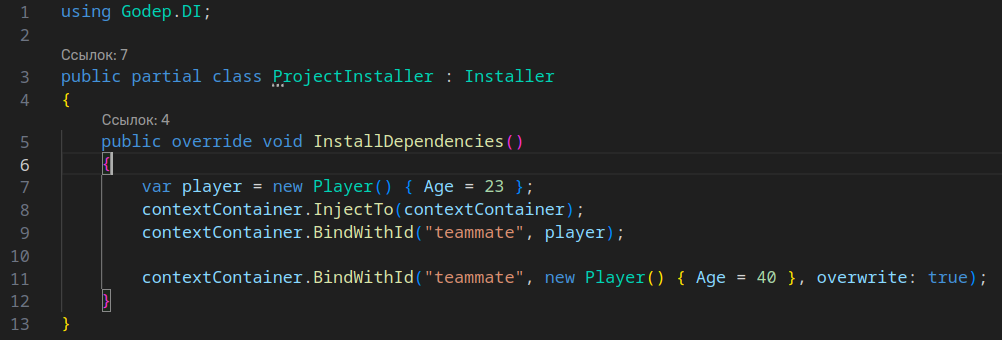 1 using Godep.DI;
2
Ссылок: 7
3 public partial class ProjectInstaller : Installer
4 {
Ссылок: 4
5 public override void InstallDependencies()
6 {
7 var player = new Player() { Age = 23 };
8 contextContainer.InjectTo(contextContainer);
9 contextContainer.BindWithId("teammate", player);
10
11 contextContainer.BindWithId("teammate", new Player() { Age = 40 }, overwrite: true);
12 }
13 }